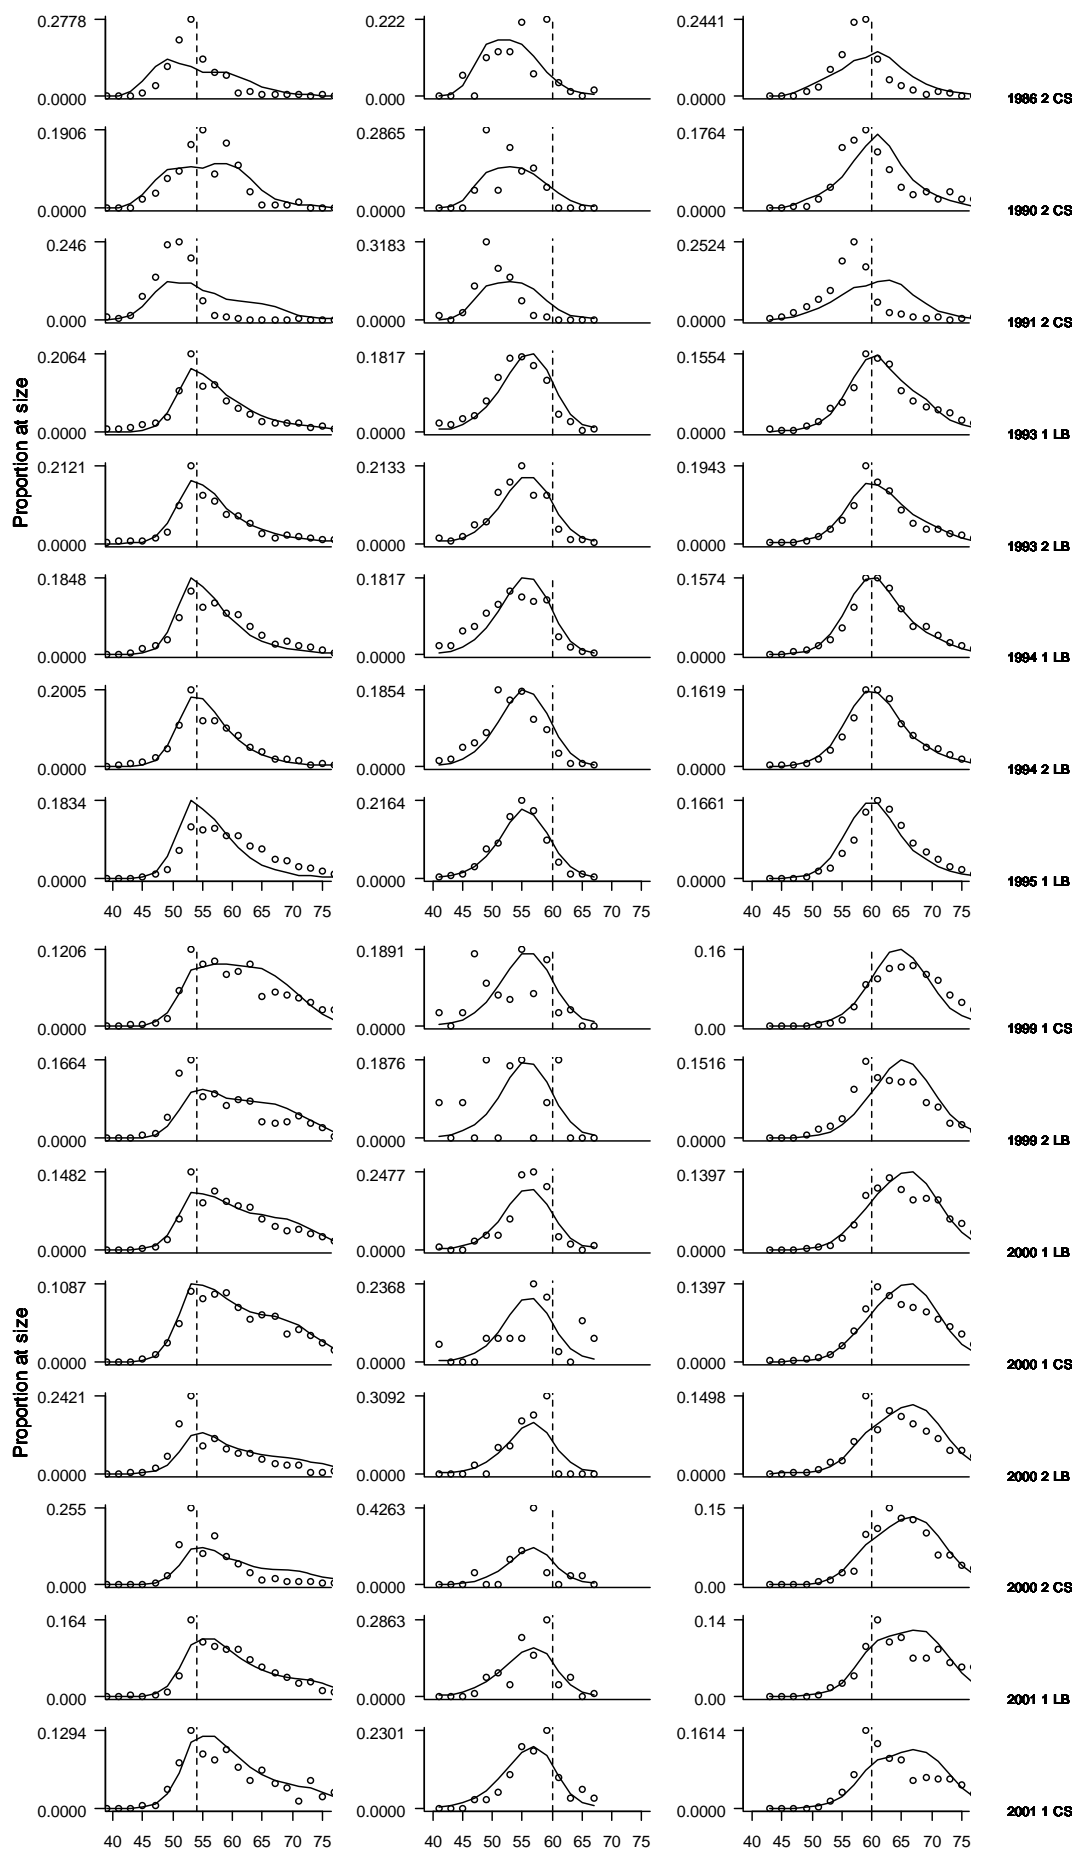 0.2778 0.222 0.2441
0.0000 0.000 0.0000 1986 2 CS
0.1906 0.2865 0.1764
0.0000 0.0000 0.0000 1990 2 CS
0.246 0.3183 0.2524
0.000 0.0000 0.0000 1991 2 CS
0.2064 0.1817 0.1554
0.0000 0.0000 0.0000 1993 1 LB
Proportion at size
0.2121 0.2133 0.1943
0.0000 0.0000 0.0000 1993 2 LB
0.1848 0.1817 0.1574
0.0000 0.0000 0.0000 1994 1 LB
0.2005 0.1854 0.1619
0.0000 0.0000 0.0000 1994 2 LB
0.1834 0.2164 0.1661
0.0000 0.0000 0.0000 1995 1 LB
40 45 50 55 60 65 70 75 40 45 50 55 60 65 70 75 40 45 50 55 60 65 70 75
0.1206 0.1891 0.16
0.0000 0.0000 0.00 1999 1 CS
0.1664 0.1876 0.1516
0.0000 0.0000 0.0000 1999 2 LB
0.1482 0.2477 0.1397
0.0000 0.0000 0.0000 2000 1 LB
0.1087 0.2368 0.1397
0.0000 0.0000 0.0000 2000 1 CS
Proportion at size
0.2421 0.3092 0.1498
0.0000 0.0000 0.0000 2000 2 LB
0.255 0.4263 0.15
0.000 0.0000 0.00 2000 2 CS
0.164 0.2863 0.14
0.000 0.0000 0.00 2001 1 LB
0.1294 0.2301 0.1614
0.0000 0.0000 0.0000 2001 1 CS
40 45 50 55 60 65 70 75 40 45 50 55 60 65 70 75 40 45 50 55 60 65 70 75